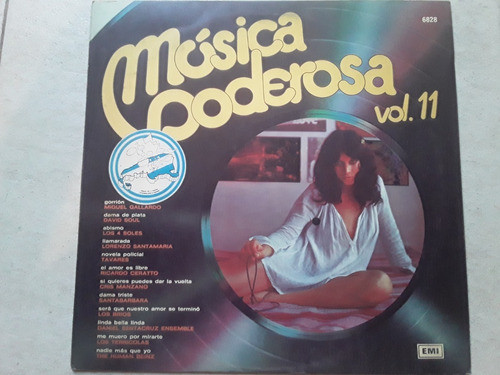 6828
Música
poderosa
vol. 11
gorrión
MIGUEL GALLARDO
dama de plata
DAVID SOUL
abismo
LOS 4 SOLES
llamarada
LORENZO SANTAMARIA
novela policial
TAVARES
el amor es libre
RICARDO CERATTO
si quieres puedes dar la vuelta
CRIS MANZANO
dama triste
SANTABARBARA
será que nuestro amor se terminó
LOS BRIOS
linda bella linda
DANIEL SENTACRUZ ENSEMBLE
me muero por mirarte
LOS TERRICOLAS
nadie más que yo
THE HUMAN BEINZ
EMI